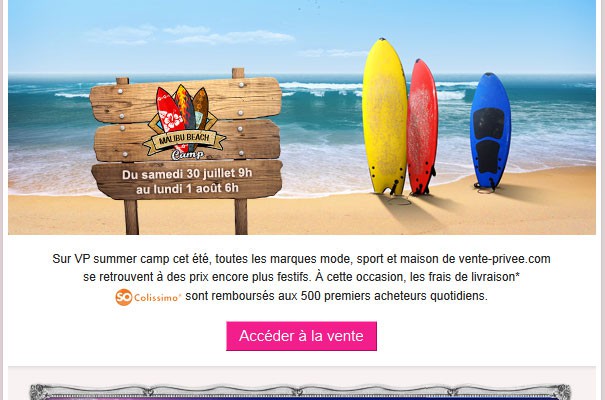 MALIBU BEACH
Camp
Du samedi 30 juillet 9h
au lundi 1 août 6h
Sur VP summer camp cet été, toutes les marques mode, sport et maison de vente-privee.com
se retrouvent à des prix encore plus festifs. À cette occasion, les frais de livraison*
SO Colissimo* sont remboursés aux 500 premiers acheteurs quotidiens.
Accéder à la vente